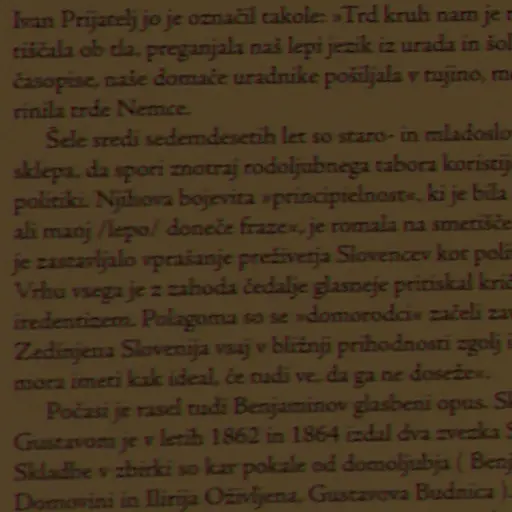 Ivan Prijatelj jo je označil takole: »Trd kruh nam je
tiščala ob tla, preganjala naš lepi jezik iz urada in šol
časopise, naše domače uradnike pošiljala v tujino, m
rinila trde Nemce.
Šele sredi sedemdesetih let so staro- in mladoslo
sklepa, da spori znotraj rodoljubnega tabora koristij
politiki. Njihova bojevita »principielnost«, ki je bila
ali manj /lepo/ doneče fraze«, je romala na smetišče
je zastavljalo vprašanje preživetja Slovencev kot poli
Vrhu vsega je z zahoda čedalje glasneje pritiskal krič
iredentizem. Polagoma so se »domorodci« začeli zav
Zedinjena Slovenija vsaj v bližnji prihodnosti zgolj i
mora imeti kak ideal, če tudi ve, da ga ne doseže«.
Počasi je rasel tudi Benjaminov glasbeni opus. Sk
Gustavom je v letih 1862 in 1864 izdal dva zvezka S
Skladbe v zbirki so kar pokale od domoljubja ( Benj
Domovini in Ilirija Oživljena, Gustavova Budnica ).